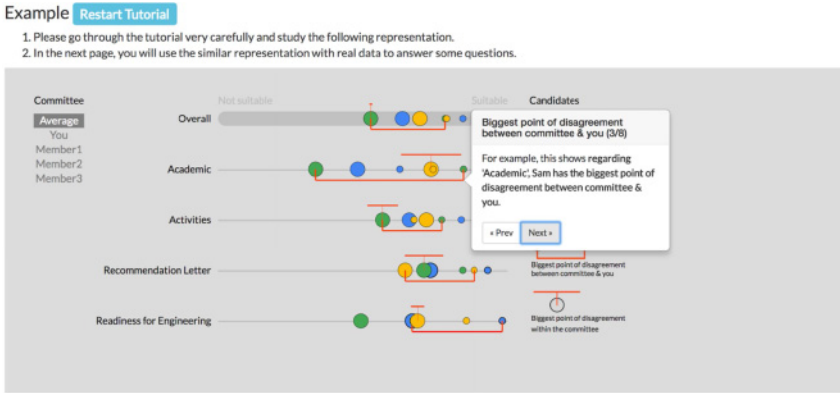 Example Restart Tutorial
1. Please go through the tutorial very carefully and study the following representation.
2. In the next page, you will use the similar representation with real data to answer some questions.
Committee
Average
You
Member1
Member2
Member3
Not suitable
Suitable
Candidates
Overall
Academic
Activities
Recommendation Letter
Readiness for Engineering
Biggest point of disagreement
between committee & you (3/8)
For example, this shows regarding
'Academic', Sam has the biggest point of
disagreement between committee &
you.
« Prev
Next »
Biggest point of disagreement
between committee & you
Biggest point of disagreement
within the committee